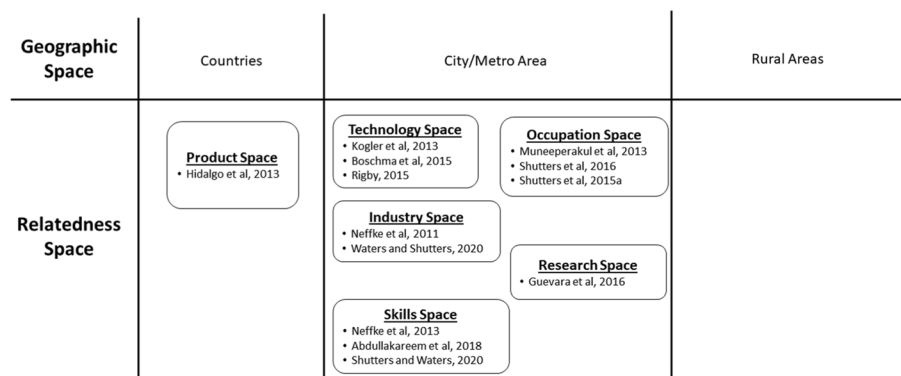 Geographic
Space
Countries
City/Metro Area
Rural Areas
Relatedness
Space
Product Space
• Hidalgo et al, 2013
Technology Space
• Kogler et al, 2013
• Boschma et al, 2015
• Rigby, 2015
Occupation Space
• Muneeperakul et al, 2013
• Shutters et al, 2016
• Shutters et al, 2015a
Industry Space
• Neffke et al, 2011
• Waters and Shutters, 2020
Research Space
• Guevara et al, 2016
Skills Space
• Neffke et al, 2013
• Abdullakareem et al, 2018
• Shutters and Waters, 2020